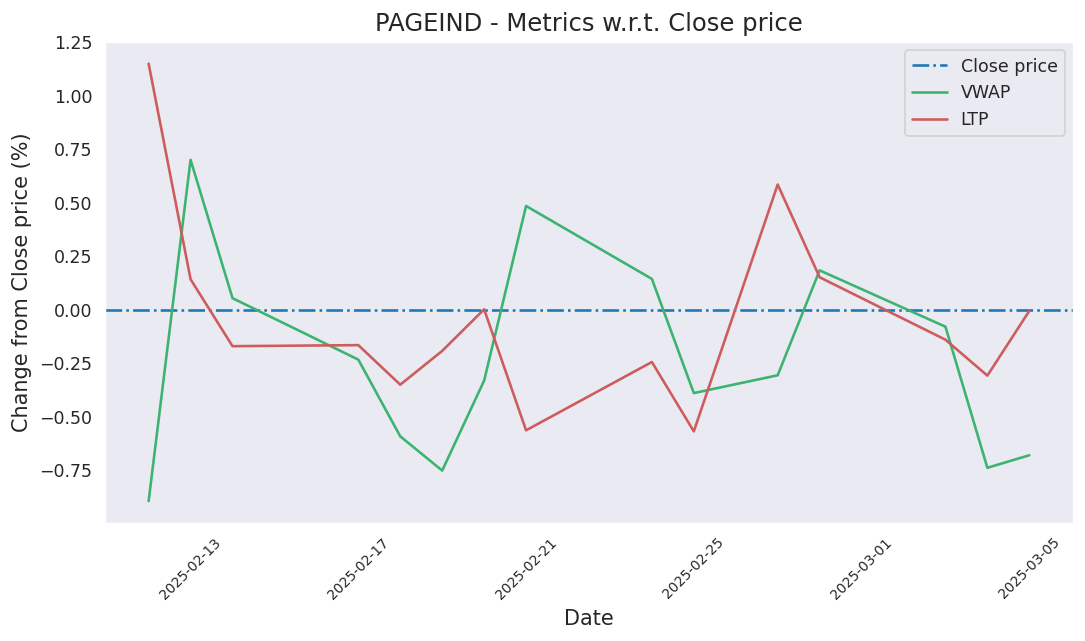 PAGEIND - Metrics w.r.t. Close price
Change from Close price (%)
1.25
1.00
0.75
0.50
0.25
0.00
−0.25
−0.50
−0.75
Close price
VWAP
LTP
2025-02-13
2025-02-17
2025-02-21
2025-02-25
2025-03-01
2025-03-05
Date